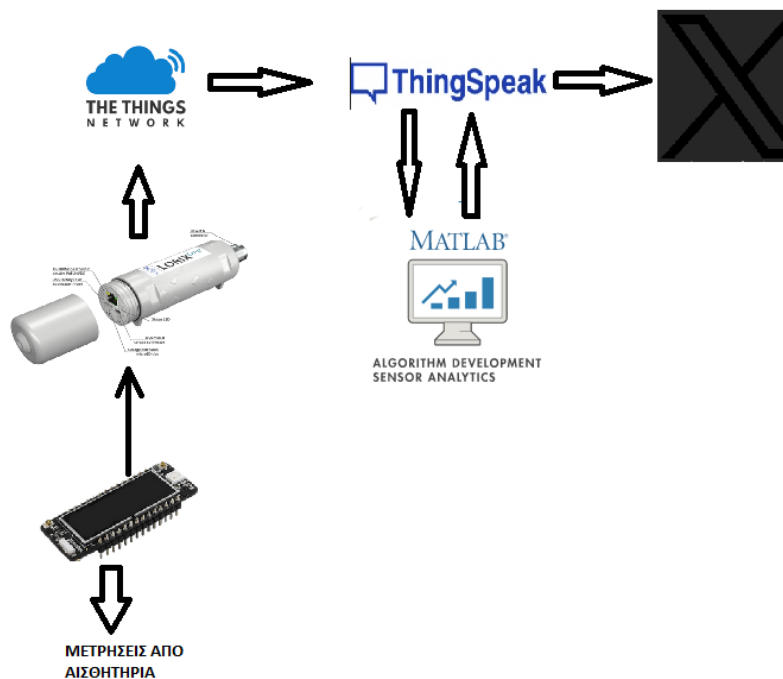 THE THINGS
NETWORK
ThingSpeak
MATLAB®
LORIX
ALGORITHM DEVELOPMENT
SENSOR ANALYTICS
ΜΕΤΡΗΣΕΙΣ ΑΠΟ
ΑΙΣΘΗΤΗΡΙΑ